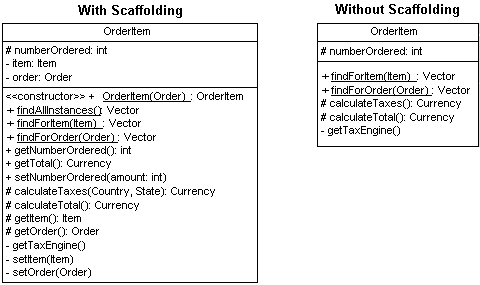 With Scaffolding
OrderItem
# numberOrdered: int
- item: Item
- order: Order
<<constructor>> + OrderItem(Order) : OrderItem
+ findAllInstances(): Vector
+ findForItem(Item) : Vector
+ findForOrder(Order) : Vector
+ getNumberOrdered(): int
+ getTotal(): Currency
+ setNumberOrdered(amount: int)
# calculateTaxes(Country, State): Currency
# calculateTotal(): Currency
# getItem(): Item
# getOrder(): Order
- getTaxEngine()
- setItem(Item)
- setOrder(Order)
Without Scaffolding
OrderItem
# numberOrdered: int
+ findForItem(Item) : Vector
+ findForOrder(Order) : Vector
# calculateTaxes(): Currency
# calculateTotal(): Currency
- getTaxEngine()